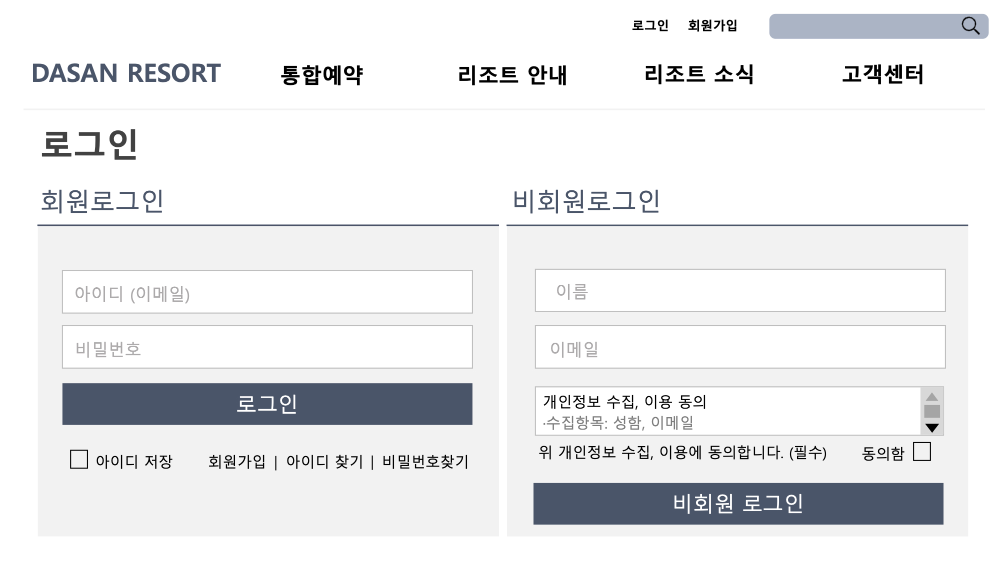 로그인 회원가입
DASAN RESORT 통합예약 리조트 안내 리조트 소식 고객센터
로그인
회원로그인
아이디 (이메일)
비밀번호
로그인
아이디 저장 회원가입 | 아이디 찾기 | 비밀번호찾기
비회원로그인
이름
이메일
개인정보 수집, 이용 동의
·수집항목: 성함, 이메일
위 개인정보 수집, 이용에 동의합니다. (필수) 동의함
비회원 로그인